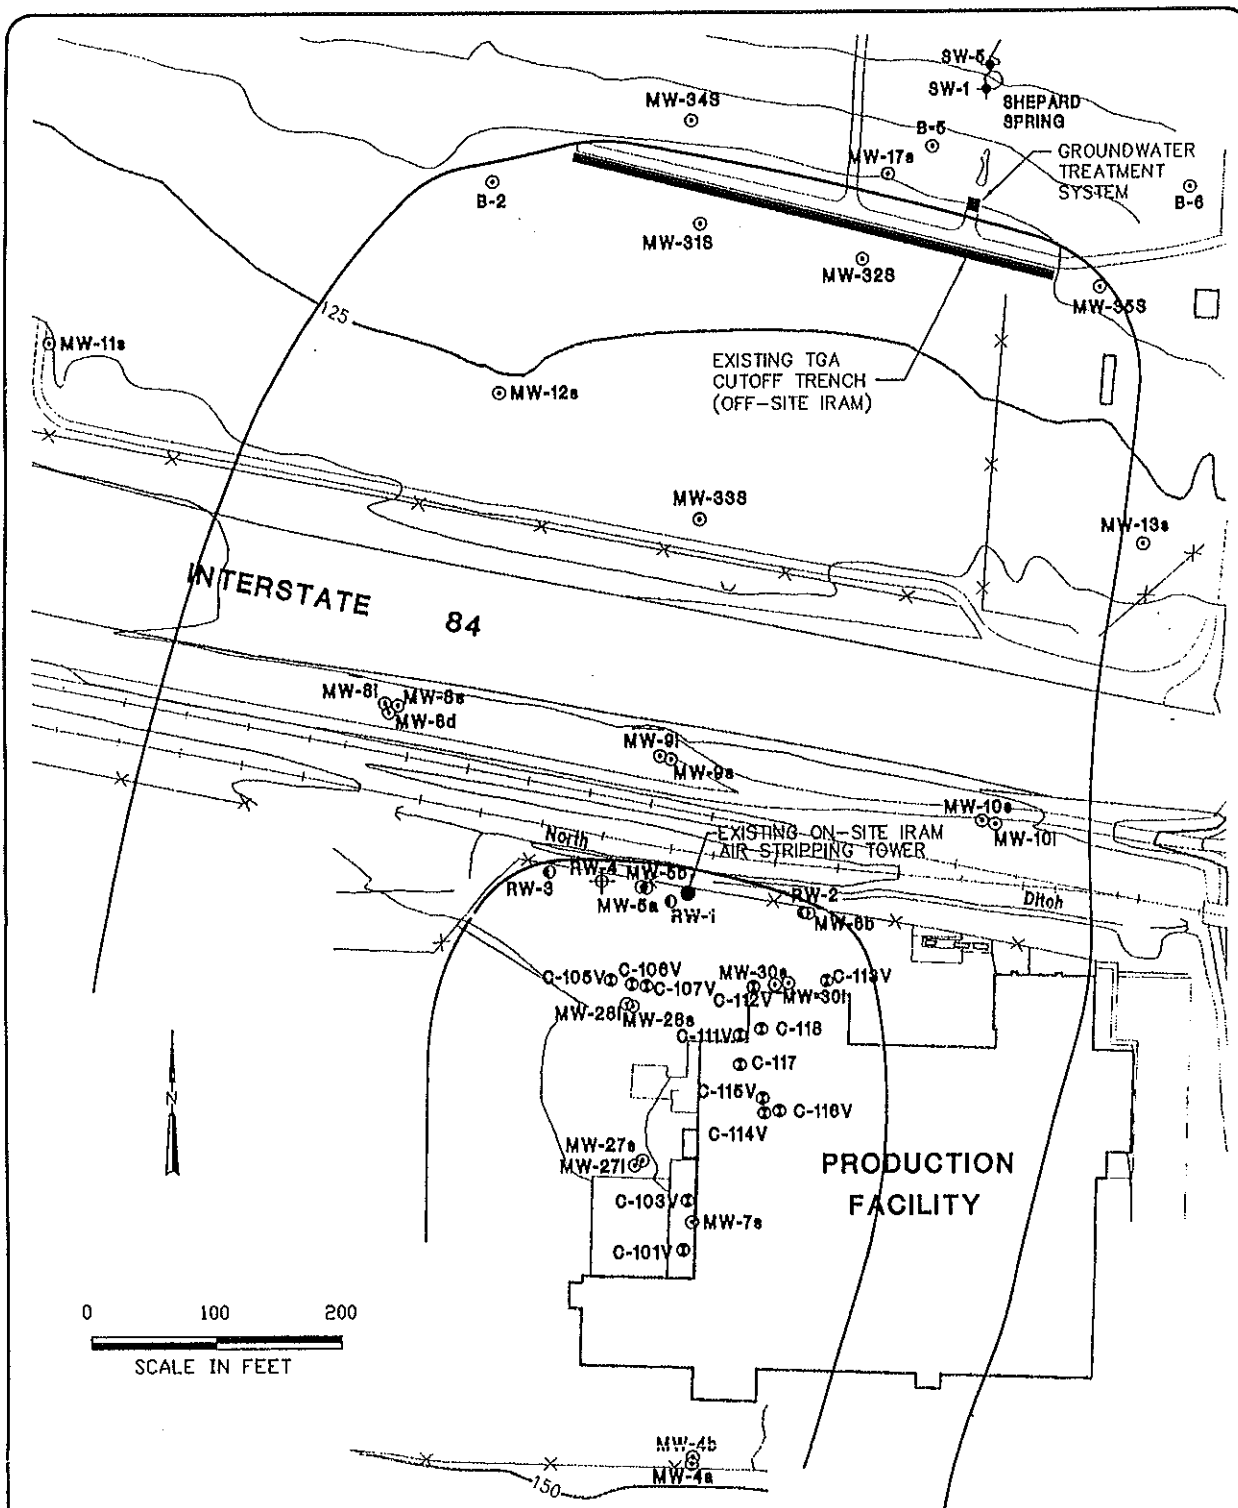 SW-5
SW-1
SHEPARD
SPRING
MW-34S
B-5
MW-17s
GROUNDWATER
TREATMENT
SYSTEM
B-2
B-6
MW-31S
MW-32S
MW-35S
125
MW-11s
EXISTING TGA
CUTOFF TRENCH
(OFF-SITE IRAM)
MW-12s
MW-33S
MW-13s
INTERSTATE 84
MW-8i
MW-8s
MW-8d
MW-9i
MW-9s
MW-10s
MW-10i
North
EXISTING ON-SITE IRAM
AIR STRIPPING TOWER
RW-3
RW-4
MW-5b
MW-5a
RW-1
RW-2
MW-6b
Ditch
C-105V
C-106V
C-107V
MW-30s
C-113V
C-112V
MW-30i
MW-28i
MW-28s
C-111V
C-118
C-117
C-115V
C-116V
C-114V
N
MW-27s
MW-27i
PRODUCTION
FACILITY
C-103V
MW-7s
C-101V
0 100 200
SCALE IN FEET
MW-4b
MW-4a
150